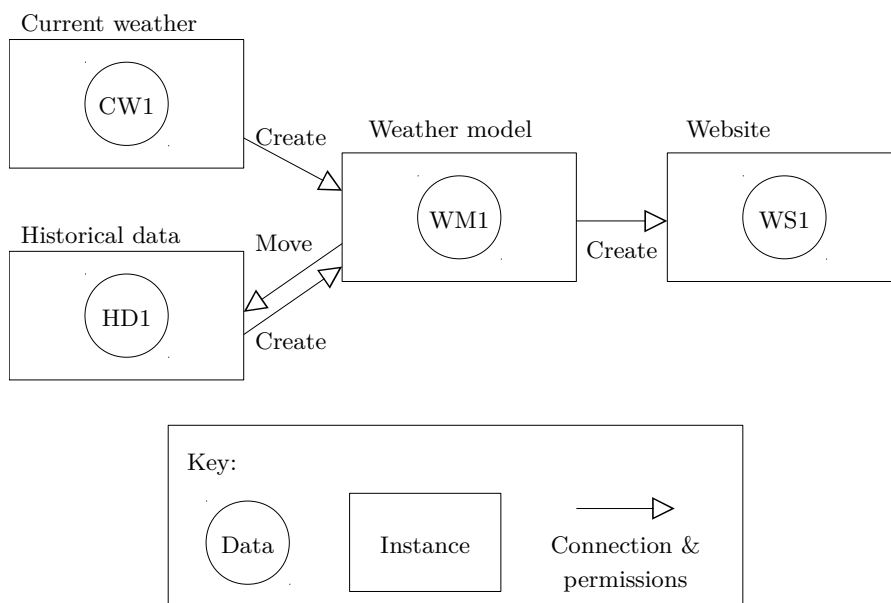 Current weather
CW1
Create
Weather model
WM1
Website
WS1
Create
Historical data
HD1
Move
Create
Key:
Data
Instance
Connection &
permissions